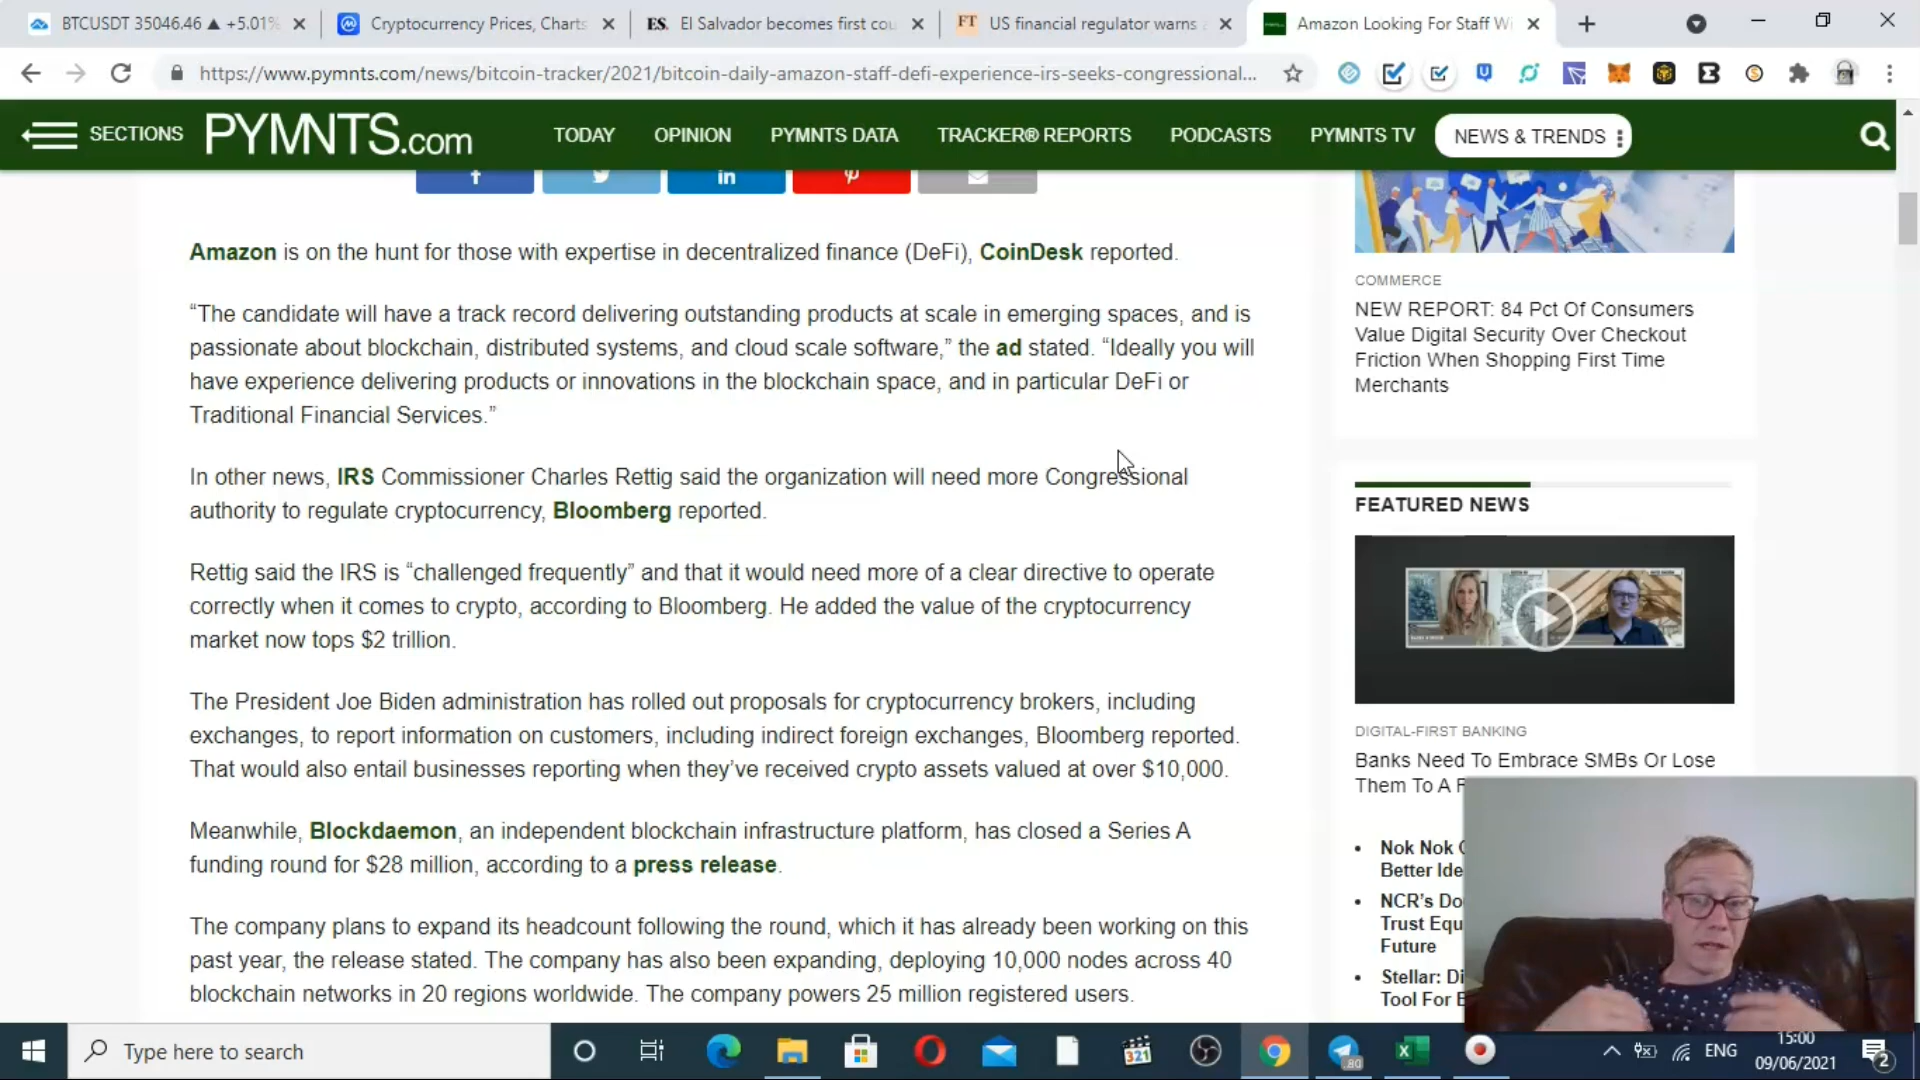 BTCUSDT 35046.46 ▲ +5.01%
Cryptocurrency Prices, Charts
ES. El Salvador becomes first cou
FT US financial regulator warns
Amazon Looking For Staff Wi
https://www.pymnts.com/news/bitcoin-tracker/2021/bitcoin-daily-amazon-staff-defi-experience-irs-seeks-congressional...
SECTIONS PYMNTS.com TODAY OPINION PYMNTS DATA TRACKER® REPORTS PODCASTS PYMNTS TV NEWS & TRENDS
Amazon is on the hunt for those with expertise in decentralized finance (DeFi), CoinDesk reported.
“The candidate will have a track record delivering outstanding products at scale in emerging spaces, and is
passionate about blockchain, distributed systems, and cloud scale software,” the ad stated. “Ideally you will
have experience delivering products or innovations in the blockchain space, and in particular DeFi or
Traditional Financial Services.”
In other news, IRS Commissioner Charles Rettig said the organization will need more Congressional
authority to regulate cryptocurrency, Bloomberg reported.
Rettig said the IRS is “challenged frequently” and that it would need more of a clear directive to operate
correctly when it comes to crypto, according to Bloomberg. He added the value of the cryptocurrency
market now tops $2 trillion.
The President Joe Biden administration has rolled out proposals for cryptocurrency brokers, including
exchanges, to report information on customers, including indirect foreign exchanges, Bloomberg reported.
That would also entail businesses reporting when they’ve received crypto assets valued at over $10,000.
Meanwhile, Blockdaemon, an independent blockchain infrastructure platform, has closed a Series A
funding round for $28 million, according to a press release.
The company plans to expand its headcount following the round, which it has already been working on this
past year, the release stated. The company has also been expanding, deploying 10,000 nodes across 40
blockchain networks in 20 regions worldwide. The company powers 25 million registered users.
COMMERCE
NEW REPORT: 84 Pct Of Consumers
Value Digital Security Over Checkout
Friction When Shopping First Time
Merchants
FEATURED NEWS
DIGITAL-FIRST BANKING
Banks Need To Embrace SMBs Or Lose
Them To A
Nok Nok
Better Ide
NCR’s Do
Trust Equ
Future
Stellar: Di
Tool For
Type here to search
321
80
ENG
15:00
09/06/2021
2